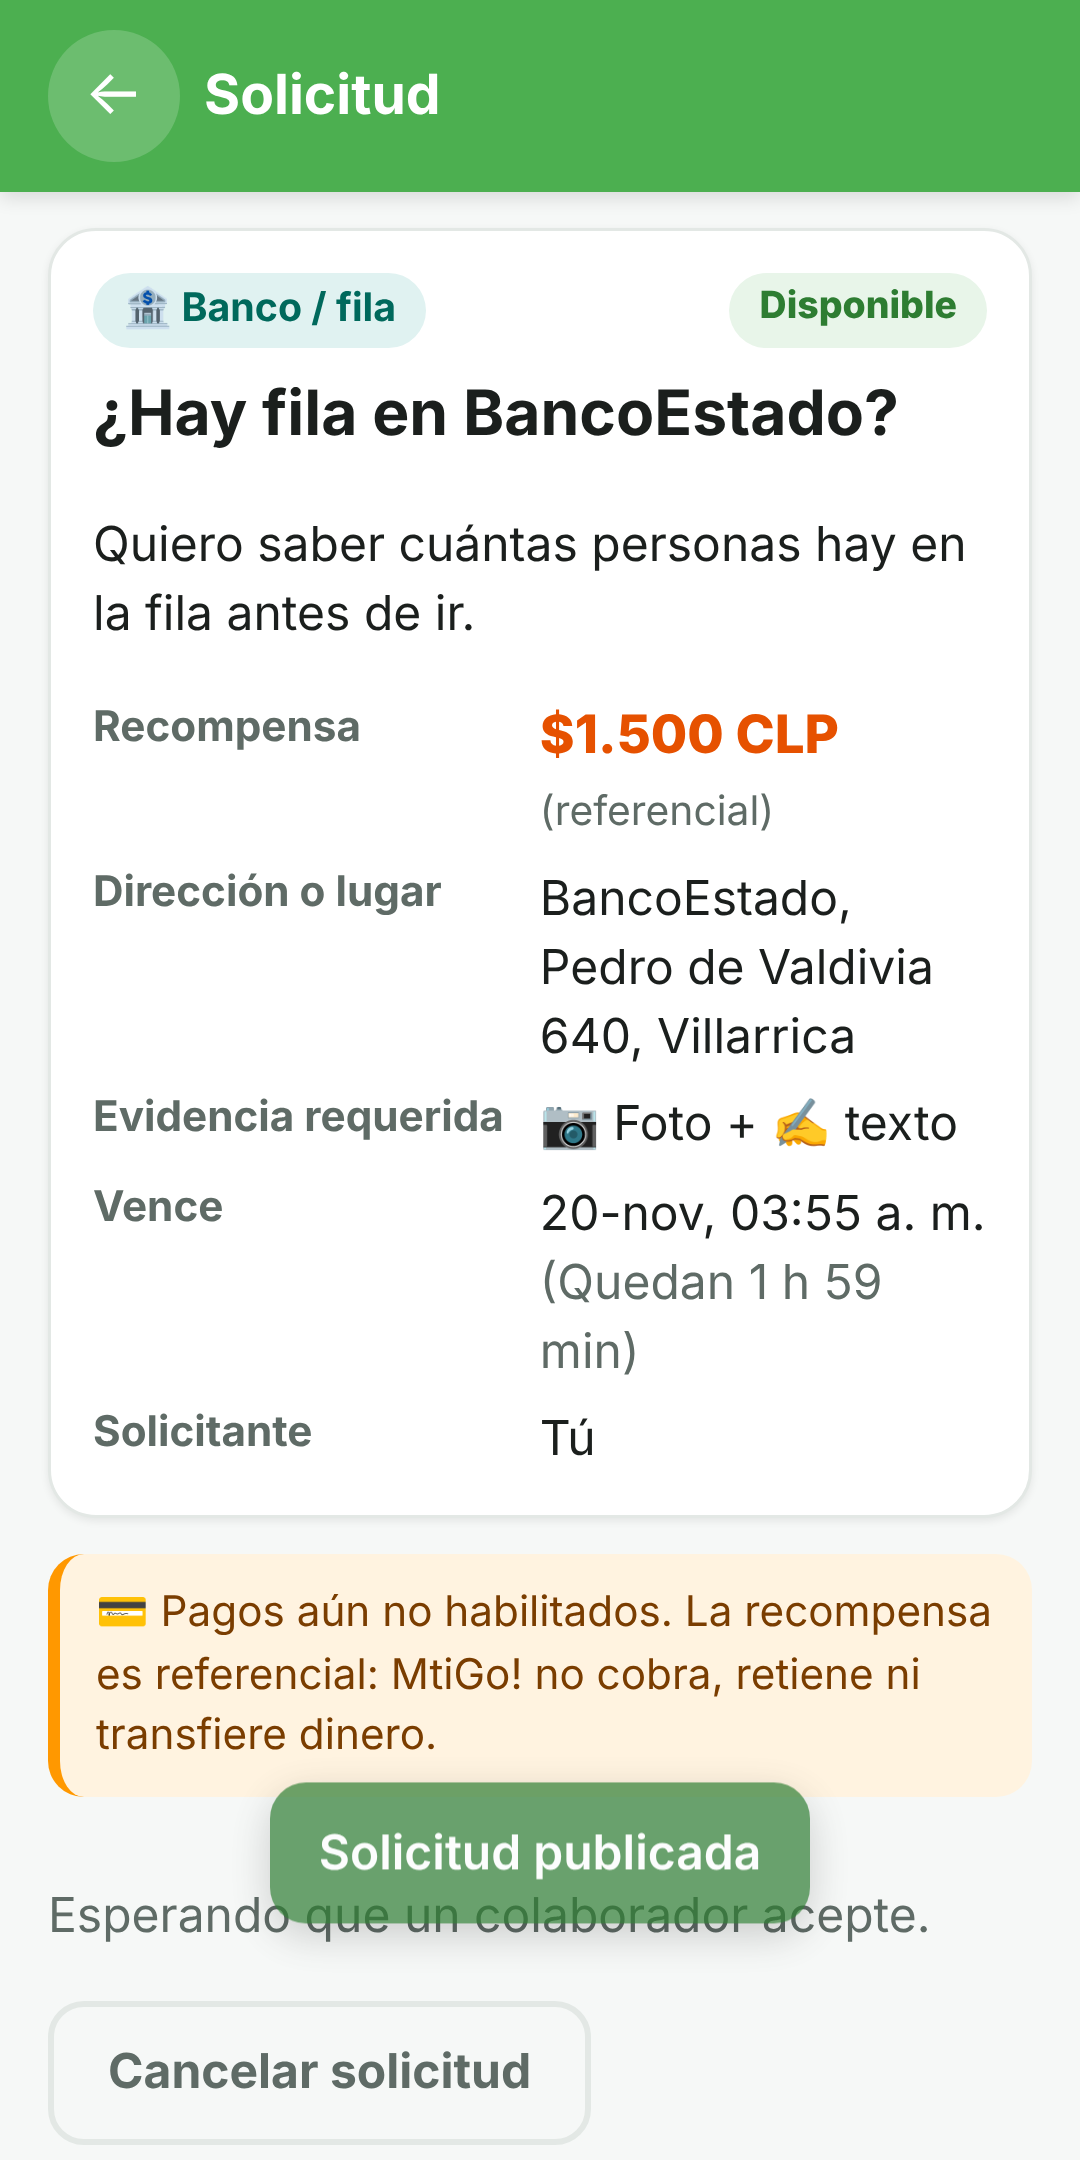 Solicitud
Banco / fila
Disponible
¿Hay fila en BancoEstado?
Quiero saber cuántas personas hay en
la fila antes de ir.
Recompensa
$1.500 CLP
(referencial)
Dirección o lugar
BancoEstado,
Pedro de Valdivia
640, Villarrica
Evidencia requerida
📷 Foto + ✍️ texto
Vence
20-nov, 03:55 a. m.
(Quedan 1 h 59
min)
Solicitante
Tú
💳 Pagos aún no habilitados. La recompensa
es referencial: MtiGo! no cobra, retiene ni
transfiere dinero.
Solicitud publicada
Esperando que un colaborador acepte.
Cancelar solicitud